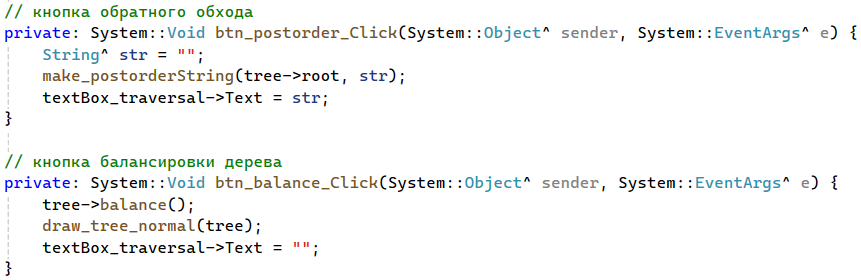 // кнопка обратного обхода
private: System::Void btn_postorder_Click(System::Object^ sender, System::EventArgs^ e) {
    String^ str = "";
    make_postorderString(tree->root, str);
    textBox_traversal->Text = str;
}

// кнопка балансировки дерева
private: System::Void btn_balance_Click(System::Object^ sender, System::EventArgs^ e) {
    tree->balance();
    draw_tree_normal(tree);
    textBox_traversal->Text = "";
}